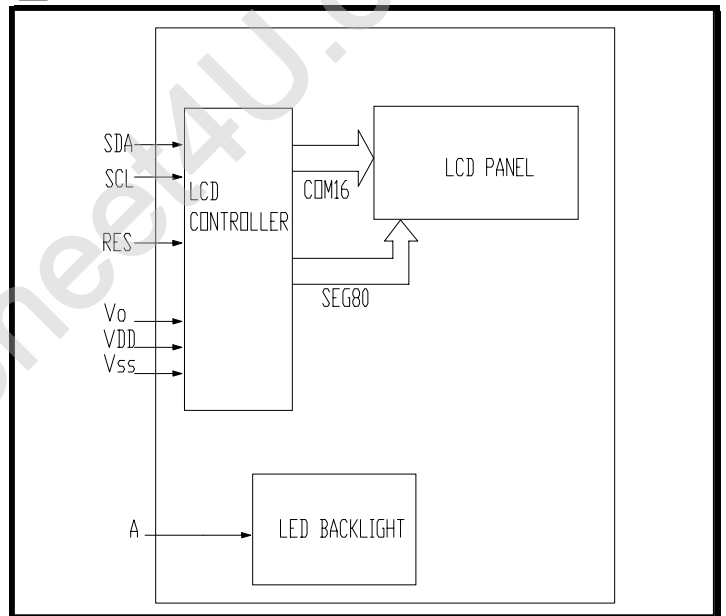 SDA
SCL
RES
Vo
VDD
Vss
LCD
CONTROLLER
COM16
SEG80
LCD PANEL
A
LED BACKLIGHT